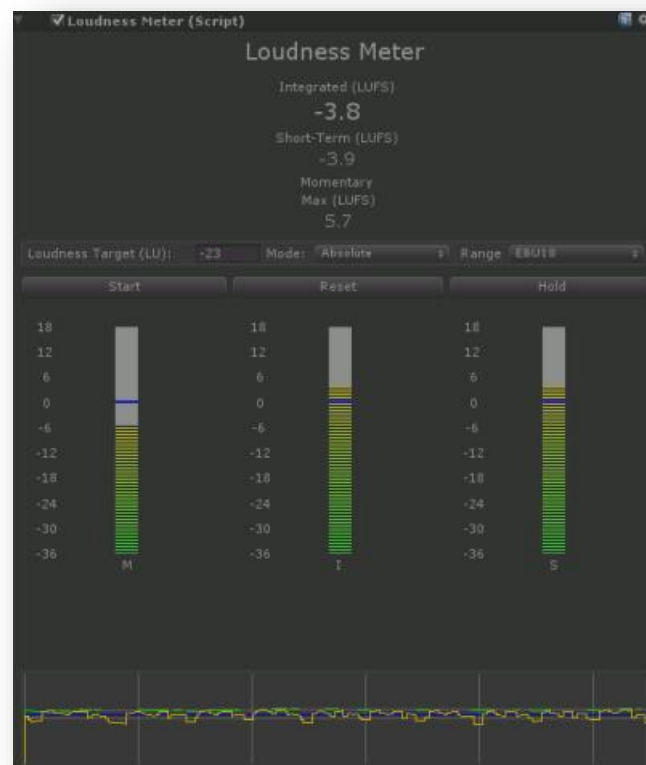 Loudness Meter (Script)
Loudness Meter
Integrated (LUFS)
-3.8
Short-Term (LUFS)
-3.9
Momentary
Max (LUFS)
5.7
Loudness Target (LU): -23 Mode: Absolute Range EBU18
Start Reset Hold
18 18 18
12 12 12
6 6 6
0 0 0
-6 -6 -6
-12 -12 -12
-18 -18 -18
-24 -24 -24
-30 -30 -30
-36 -36 -36
M I S